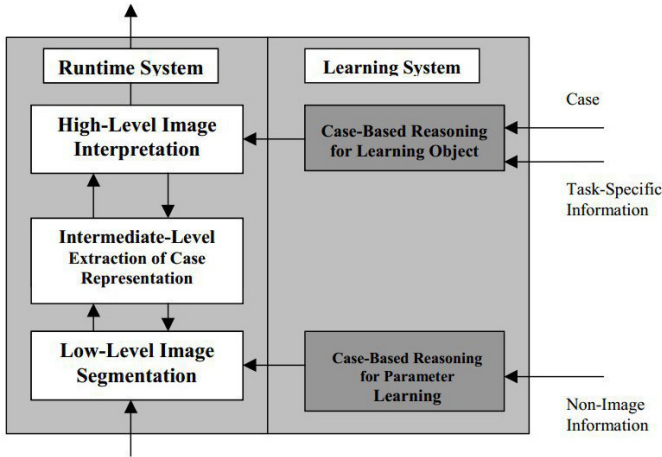 Runtime System
Learning System
High-Level Image
Interpretation
Case-Based Reasoning
for Learning Object
Case
Task-Specific
Information
Intermediate-Level
Extraction of Case
Representation
Low-Level Image
Segmentation
Case-Based Reasoning
for Parameter
Learning
Non-Image
Information